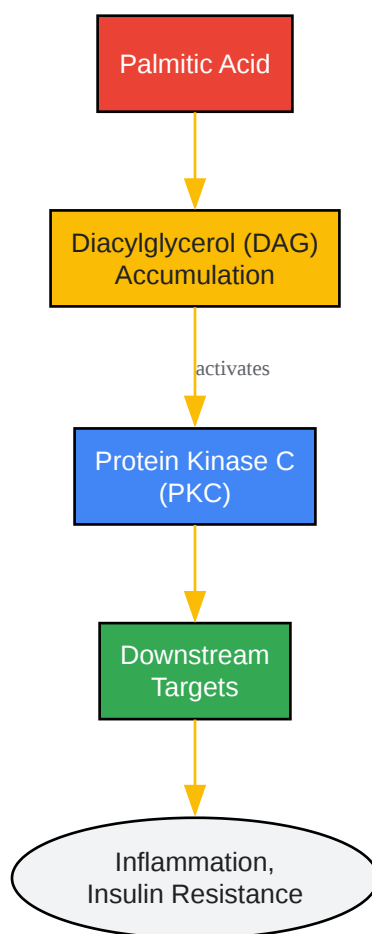 Palmitic Acid
Diacylglycerol (DAG)
Accumulation
activates
Protein Kinase C
(PKC)
Downstream
Targets
Inflammation,
Insulin Resistance